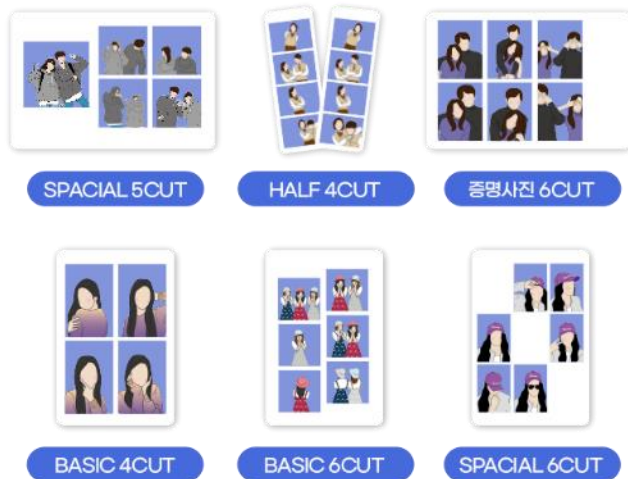 SPACIAL 5CUT
HALF 4CUT
증명사진 6CUT
BASIC 4CUT
BASIC 6CUT
SPACIAL 6CUT